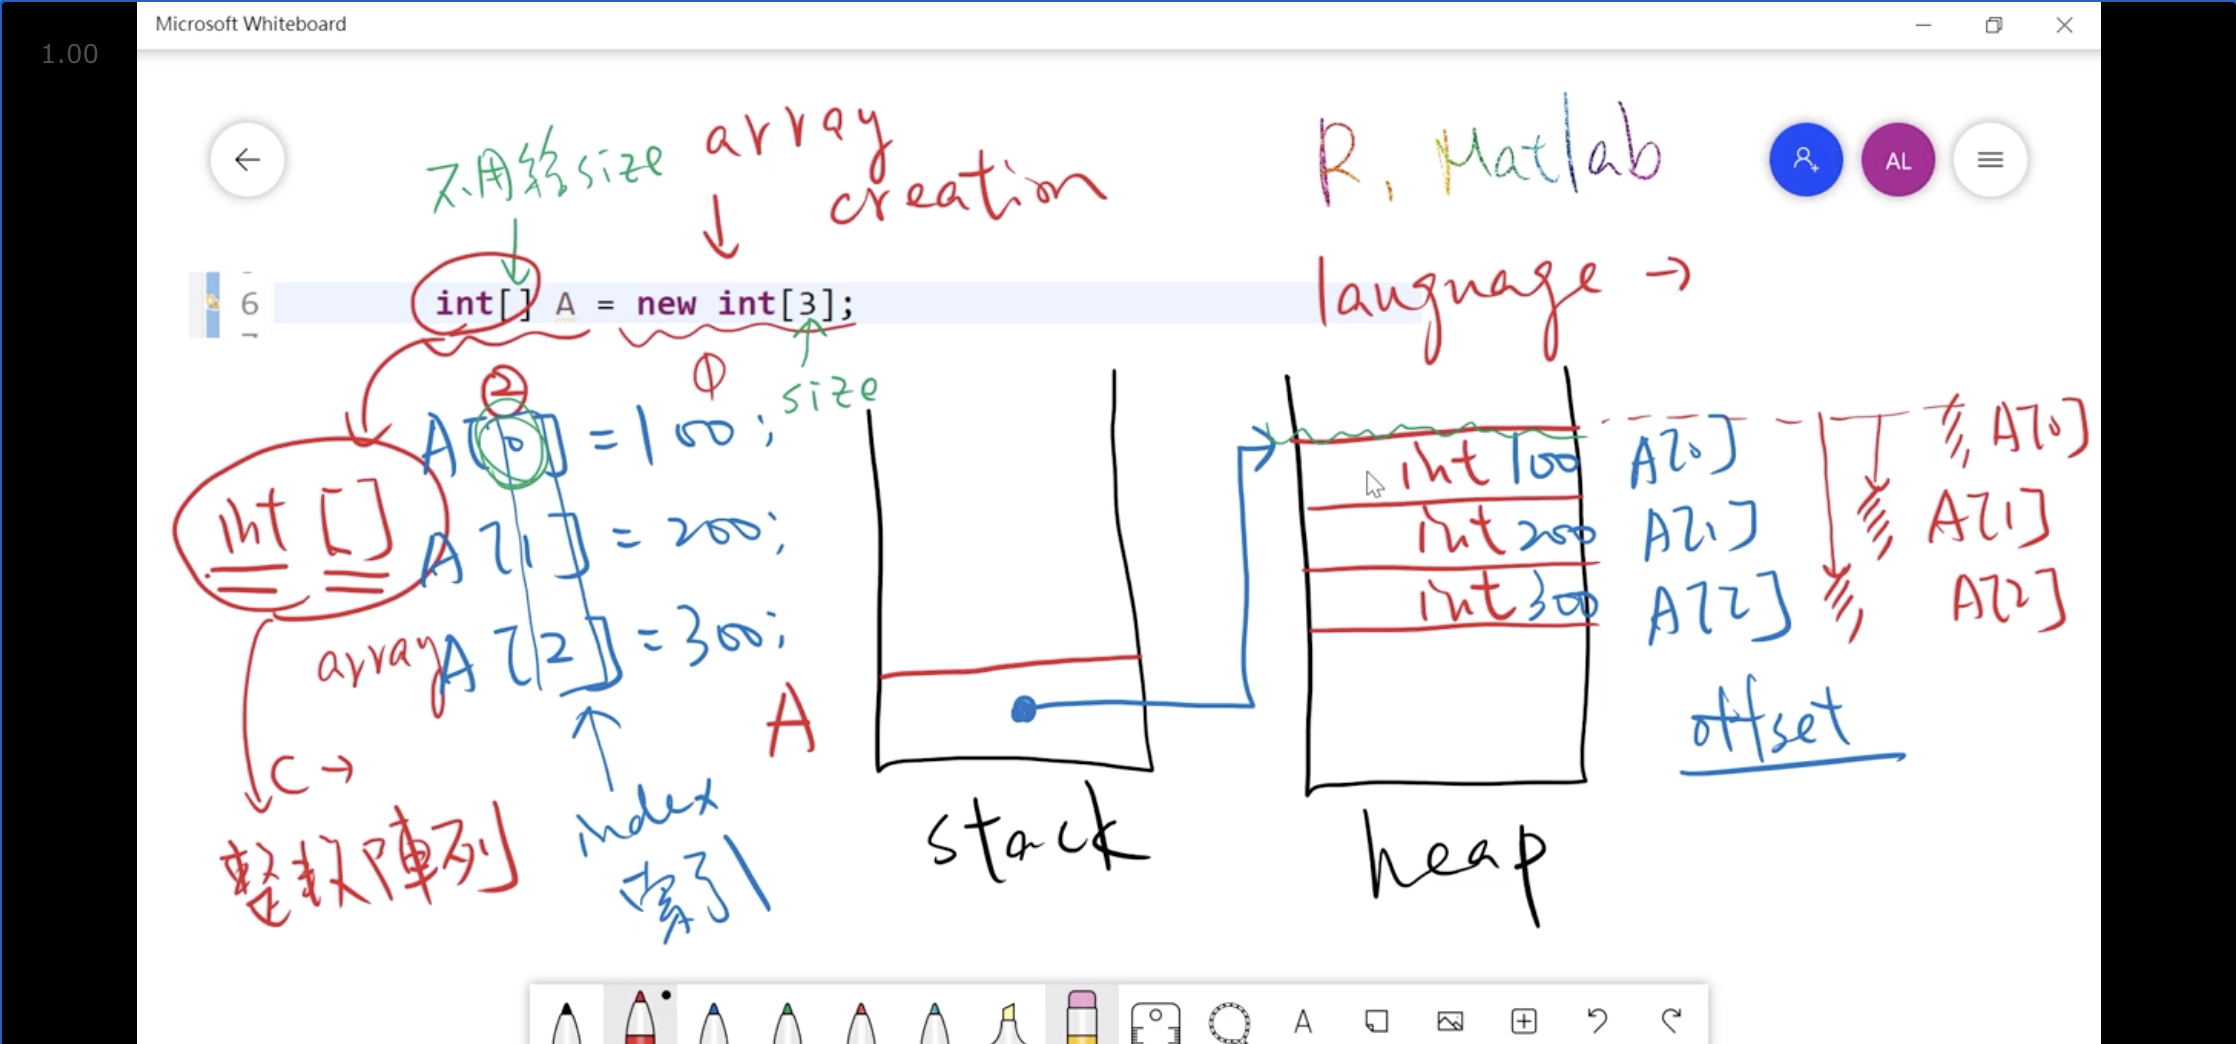 Microsoft Whiteboard
1.00
不用給size
array
creation
R, Matlab
AL
language →
6
int[] A = new int[3];
size
②
①
A[0] = 100;
A[1] = 200;
A[2] = 300;
int []
array
C →
整數陣列
index
索引
A
stack
int 100 A[0] A[0]
int 200 A[1] A[1]
int 300 A[2] A[2]
offset
heap
A